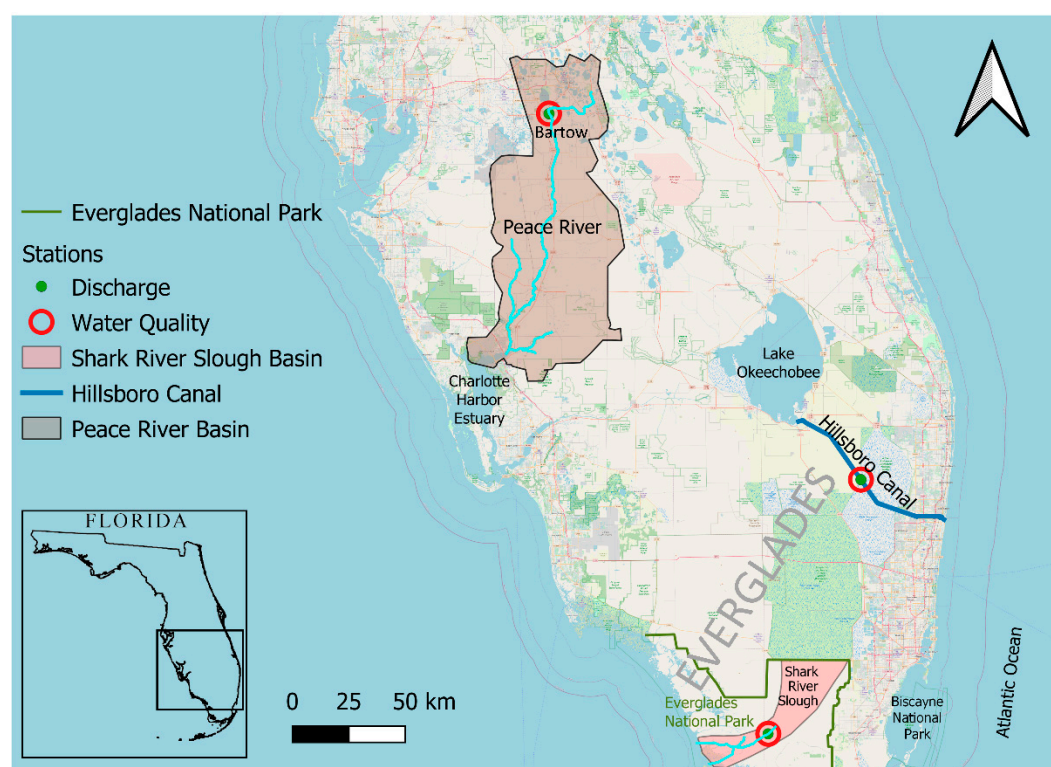 Bartow
Peace River
Everglades National Park
Stations
Discharge
Water Quality
Shark River Slough Basin
Hillsboro Canal
Peace River Basin
Charlotte
Harbor
Estuary
Lake
Okeechobee
Hillsboro Canal
EVERGLADES
FLORIDA
0 25 50 km
Shark
River
Slough
Everglades
National Park
Biscayne
National
Park
Atlantic Ocean